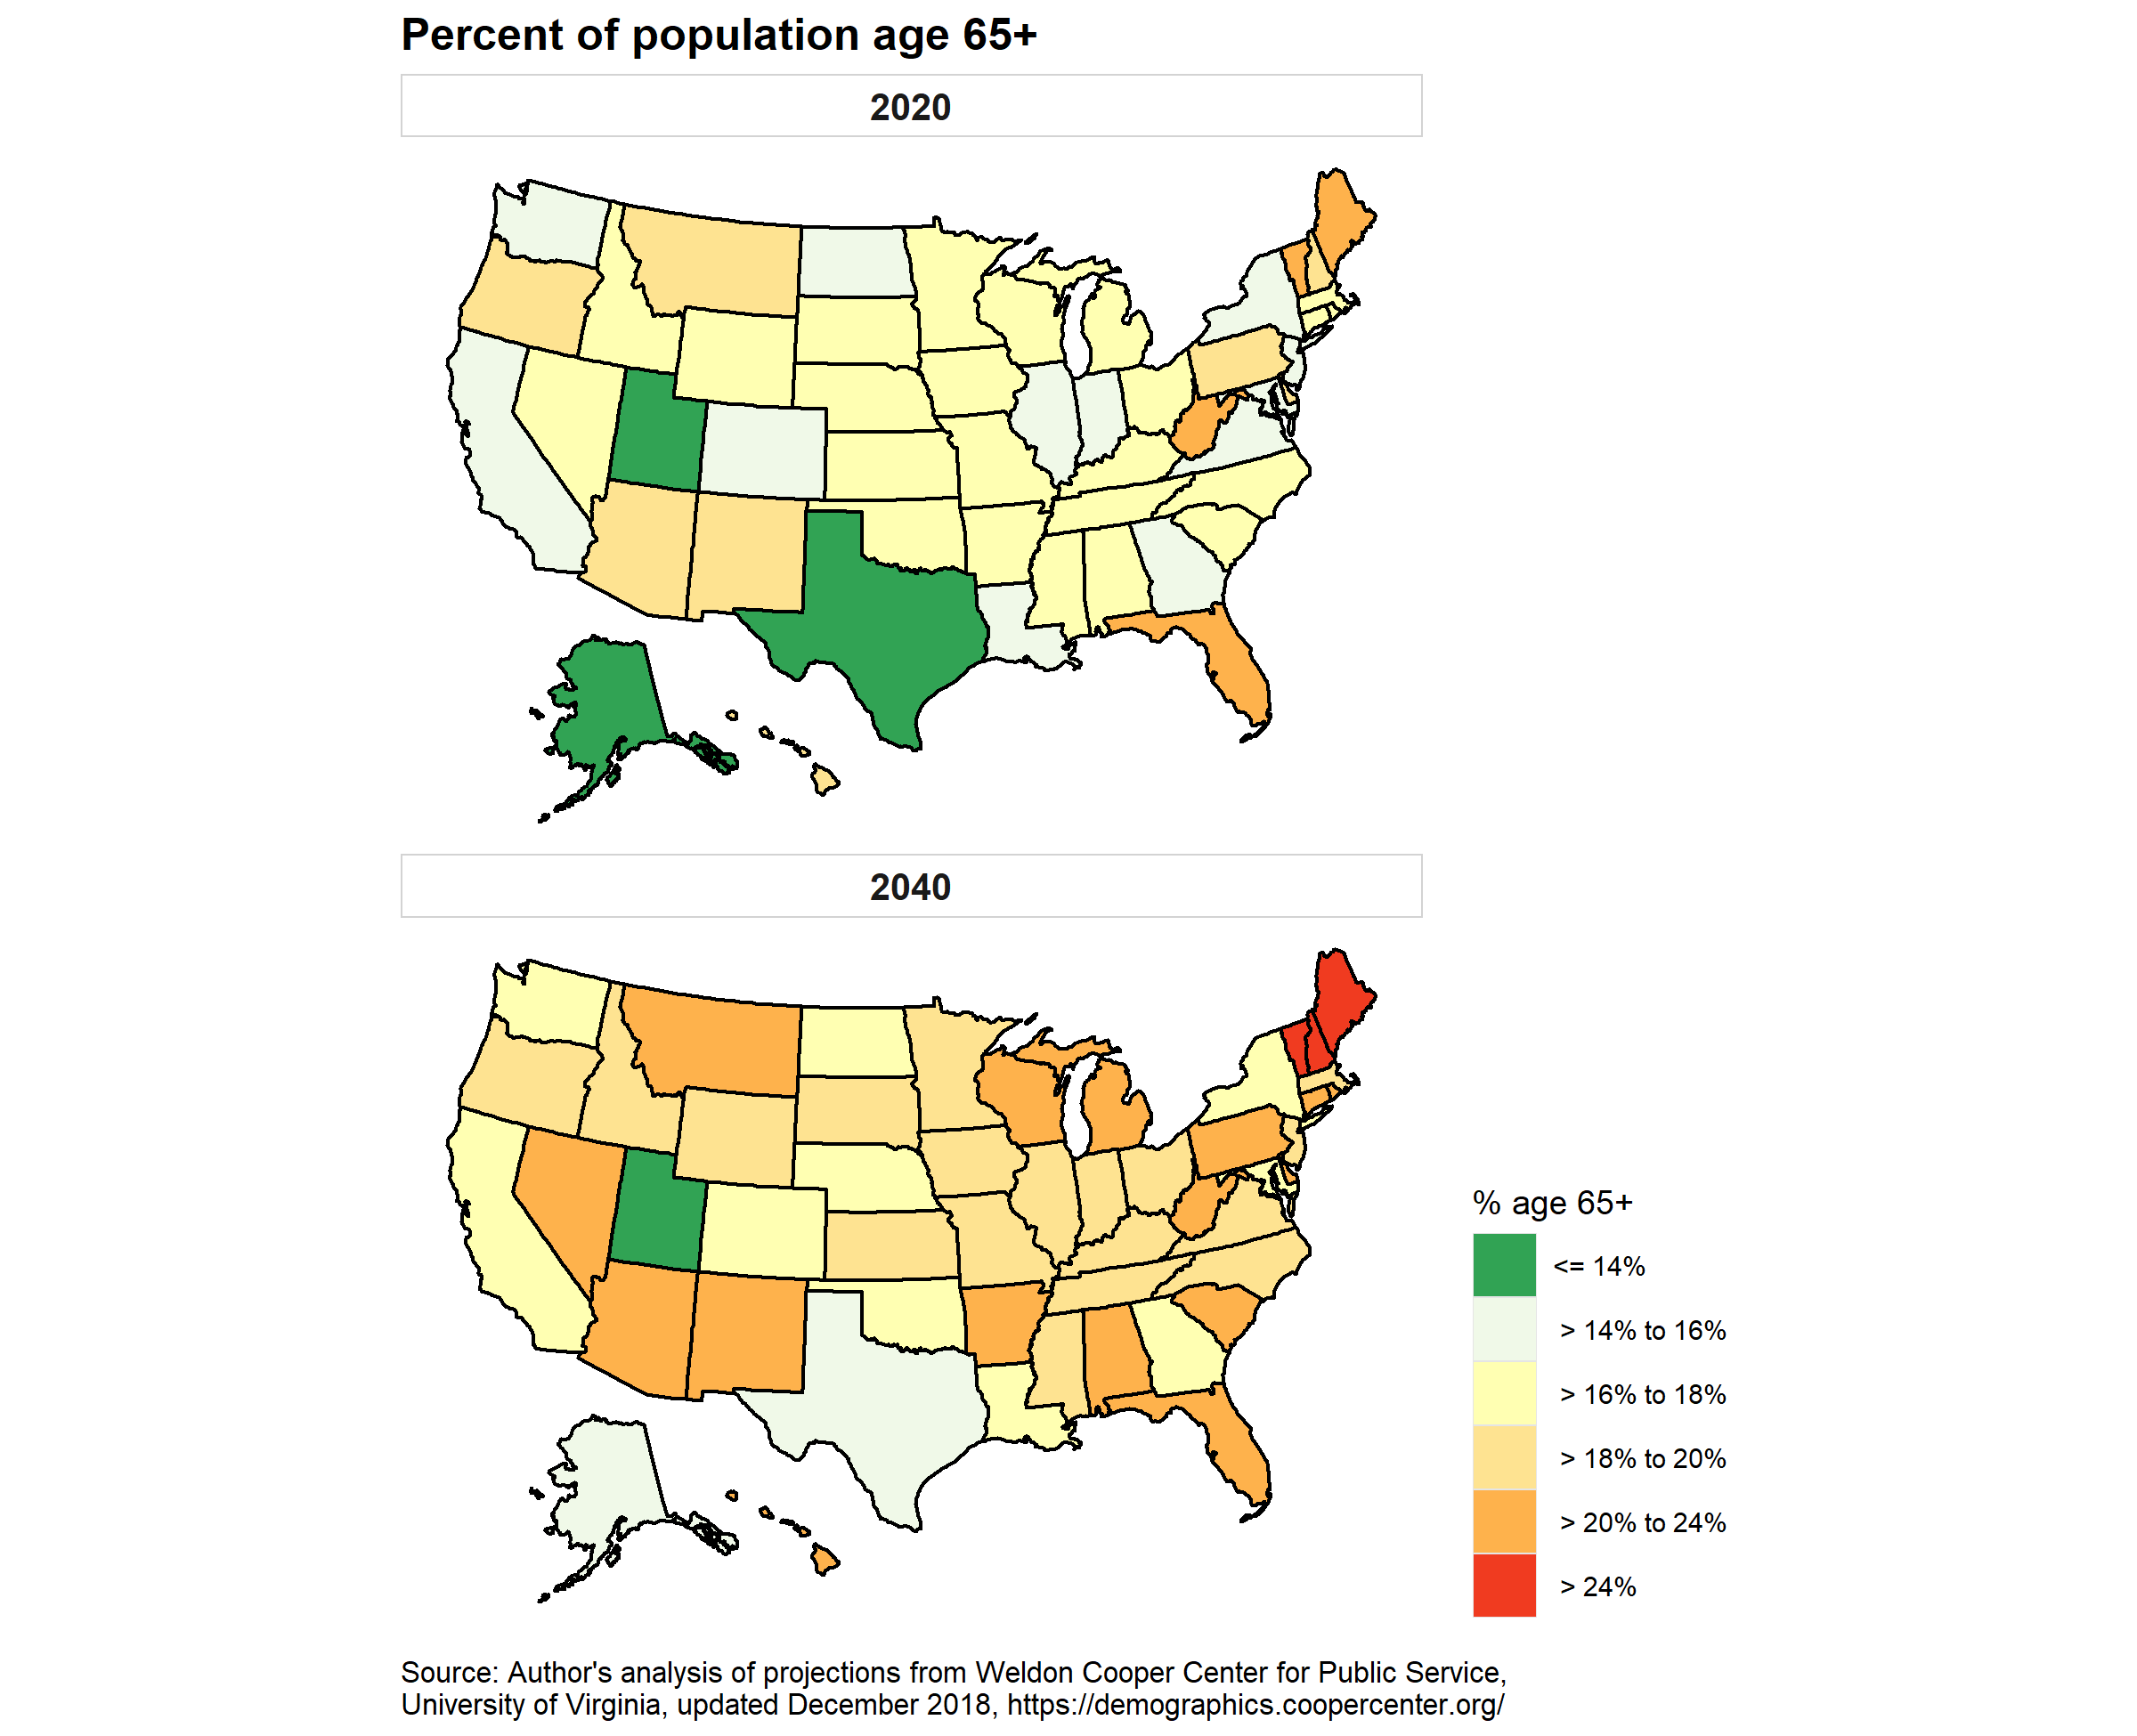 Percent of population age 65+
2020
2040
% age 65+
<= 14%
> 14% to 16%
> 16% to 18%
> 18% to 20%
> 20% to 24%
> 24%
Source: Author's analysis of projections from Weldon Cooper Center for Public Service,
University of Virginia, updated December 2018, https://demographics.coopercenter.org/